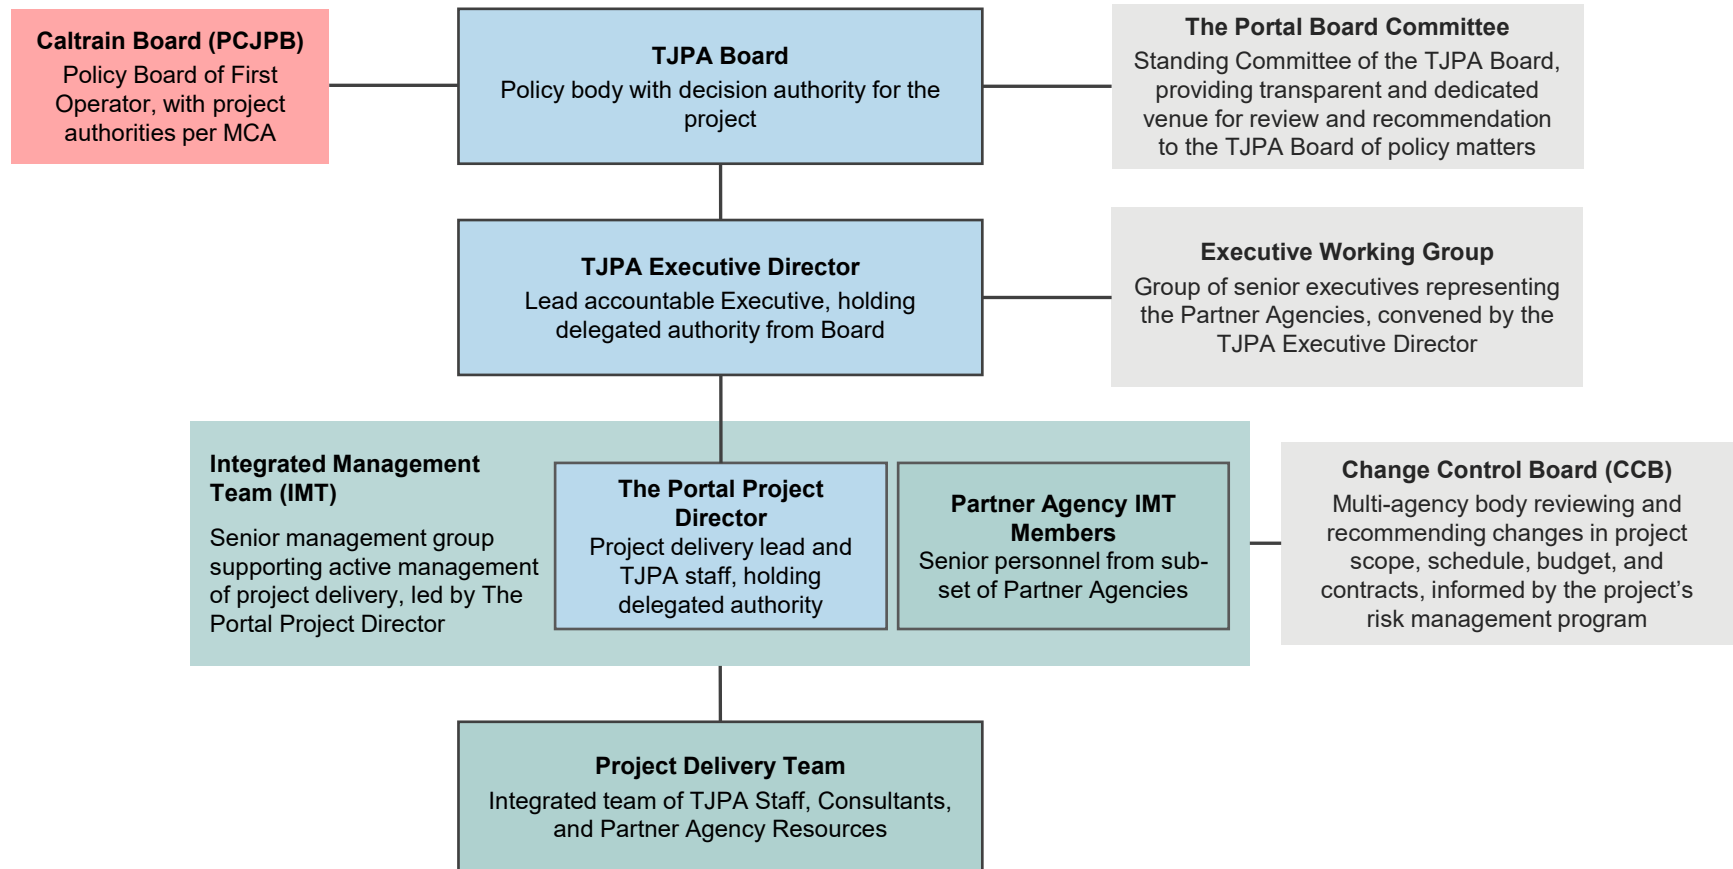 Caltrain Board (PCJPB)
Policy Board of First
Operator, with project
authorities per MCA
TJPA Board
Policy body with decision authority for the
project
The Portal Board Committee
Standing Committee of the TJPA Board,
providing transparent and dedicated
venue for review and recommendation
to the TJPA Board of policy matters
TJPA Executive Director
Lead accountable Executive, holding
delegated authority from Board
Executive Working Group
Group of senior executives representing
the Partner Agencies, convened by the
TJPA Executive Director
Integrated Management
Team (IMT)
Senior management group
supporting active management
of project delivery, led by The
Portal Project Director
The Portal Project
Director
Project delivery lead and
TJPA staff, holding
delegated authority
Partner Agency IMT
Members
Senior personnel from sub-
set of Partner Agencies
Change Control Board (CCB)
Multi-agency body reviewing and
recommending changes in project
scope, schedule, budget, and
contracts, informed by the project’s
risk management program
Project Delivery Team
Integrated team of TJPA Staff, Consultants,
and Partner Agency Resources